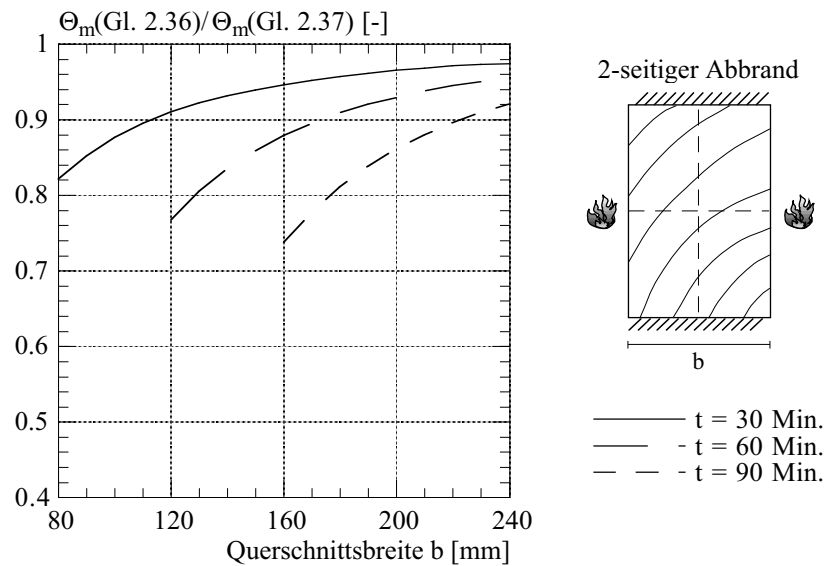 Θm(Gl. 2.36)/Θm(Gl. 2.37) [-]
1
0.9
0.8
0.7
0.6
0.5
0.4
80 120 160 200 240
Querschnittsbreite b [mm]
2-seitiger Abbrand
b
t = 30 Min.
t = 60 Min.
t = 90 Min.